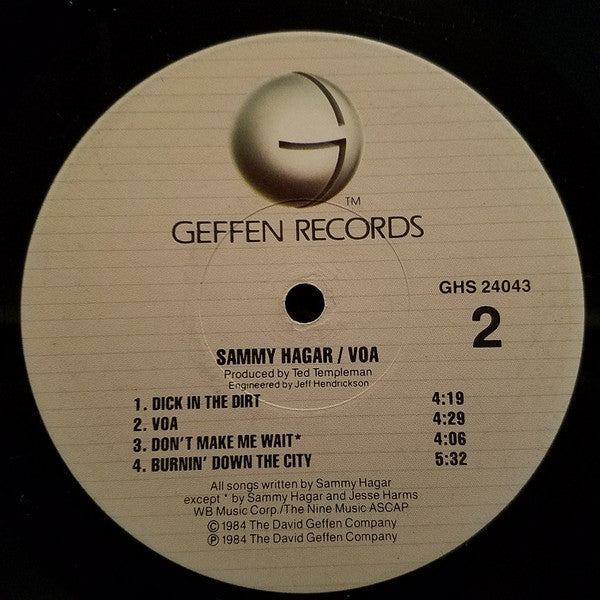 G
TM
GEFFEN RECORDS
GHS 24043
2
SAMMY HAGAR / VOA
Produced by Ted Templeman
Engineered by Jeff Hendrickson
1. DICK IN THE DIRT 4:19
2. VOA 4:29
3. DON'T MAKE ME WAIT* 4:06
4. BURNIN' DOWN THE CITY 5:32
All songs written by Sammy Hagar
except * by Sammy Hagar and Jesse Harms
WB Music Corp./The Nine Music ASCAP
© 1984 The David Geffen Company
℗ 1984 The David Geffen Company